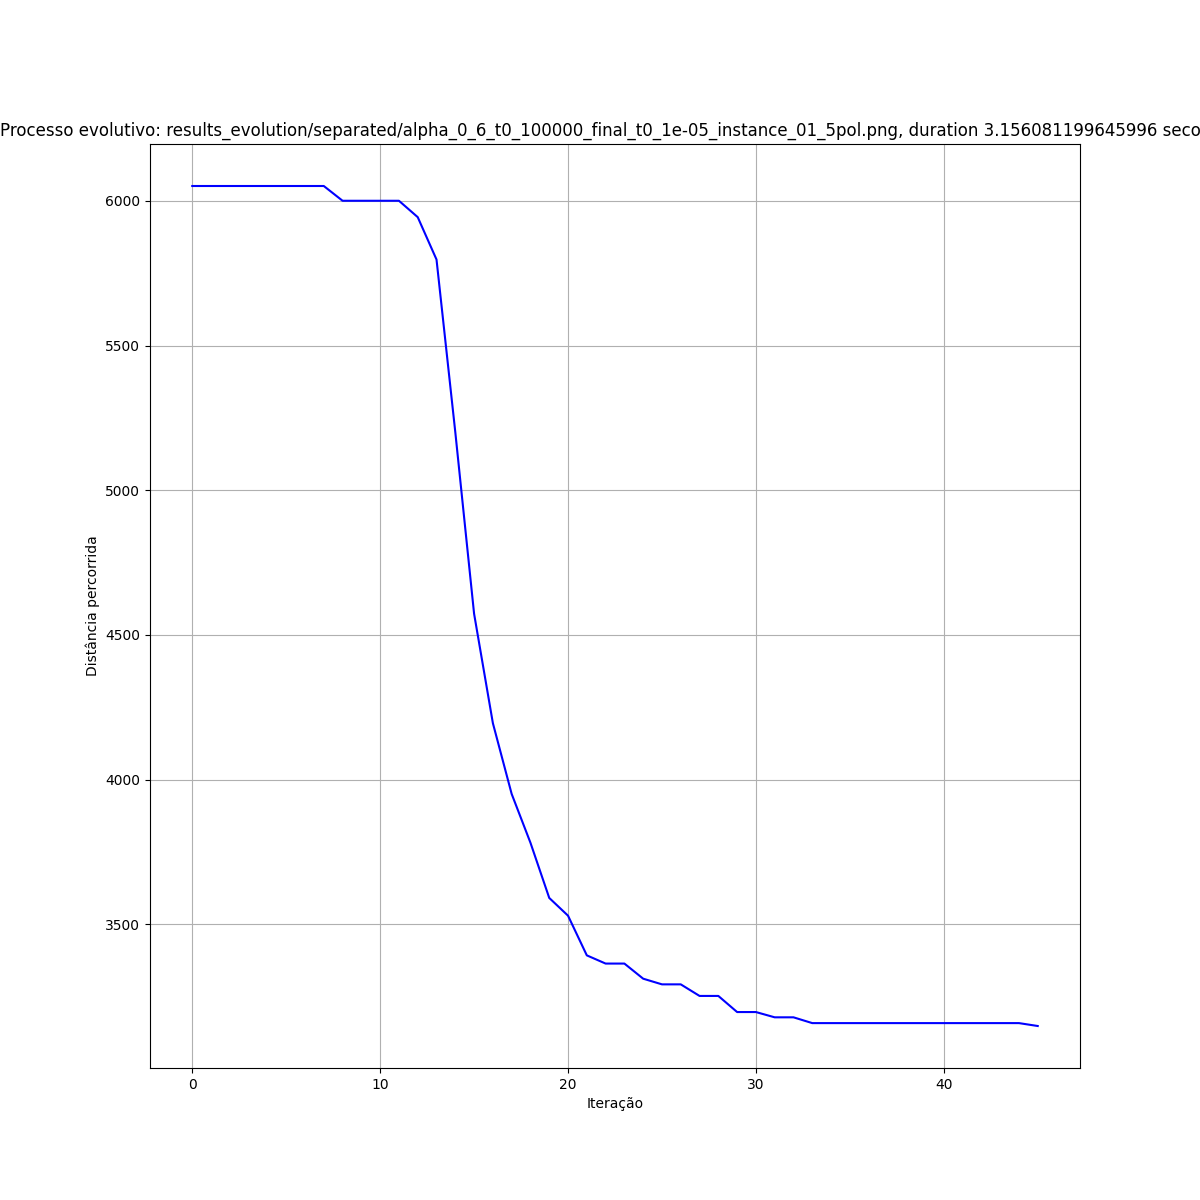 Processo evolutivo: results_evolution/separated/alpha_0_6_t0_100000_final_t0_1e-05_instance_01_5pol.png, duration 3.156081199645996 seco
6000
5500
5000
4500
4000
3500
Distância percorrida
0 10 20 30 40
Iteração